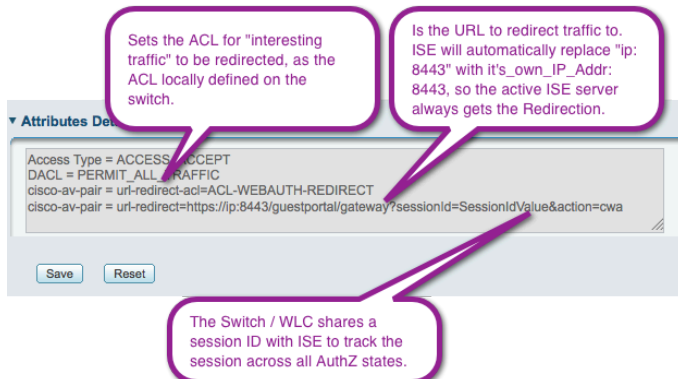 Sets the ACL for "interesting
traffic" to be redirected, as the
ACL locally defined on the
switch.
Is the URL to redirect traffic to.
ISE will automatically replace "ip:
8443" with it's_own_IP_Addr:
8443, so the active ISE server
always gets the Redirection.
Attributes De
Access Type = ACCESS_ACCEPT
DACL = PERMIT_ALL_TRAFFIC
cisco-av-pair = url-redirect-acl=ACL-WEBAUTH-REDIRECT
cisco-av-pair = url-redirect=https://ip:8443/guestportal/gateway?sessionId=SessionIdValue&action=cwa
Save Reset
The Switch / WLC shares a
session ID with ISE to track the
session across all AuthZ states.